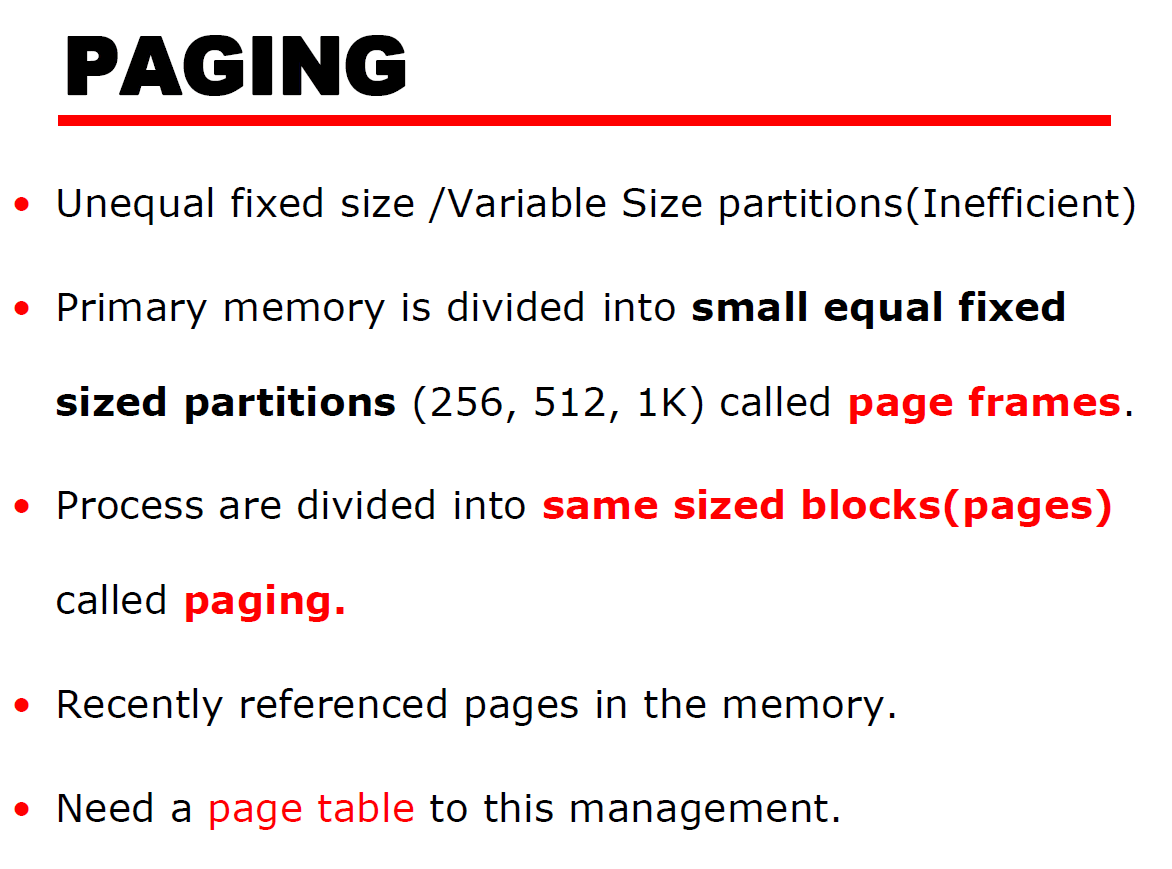 PAGING
• Unequal fixed size /Variable Size partitions(Inefficient)
• Primary memory is divided into small equal fixed
sized partitions (256, 512, 1K) called page frames.
• Process are divided into same sized blocks(pages)
called paging.
• Recently referenced pages in the memory.
• Need a page table to this management.